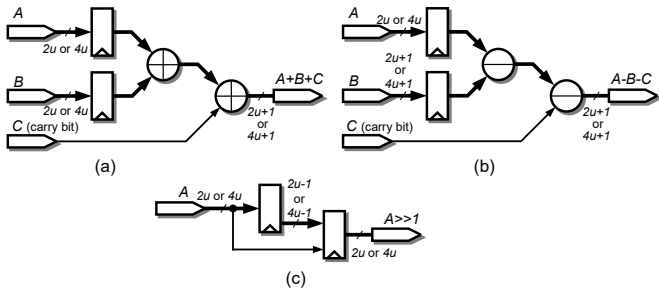 A
2u or 4u
B
2u or 4u
A+B+C
2u+1
or
4u+1
C (carry bit)
(a)
A
2u or 4u
2u+1
or
4u+1
B
A-B-C
2u+1
or
4u+1
C (carry bit)
(b)
A
2u or 4u
2u-1
or
4u-1
A>>1
2u or 4u
(c)